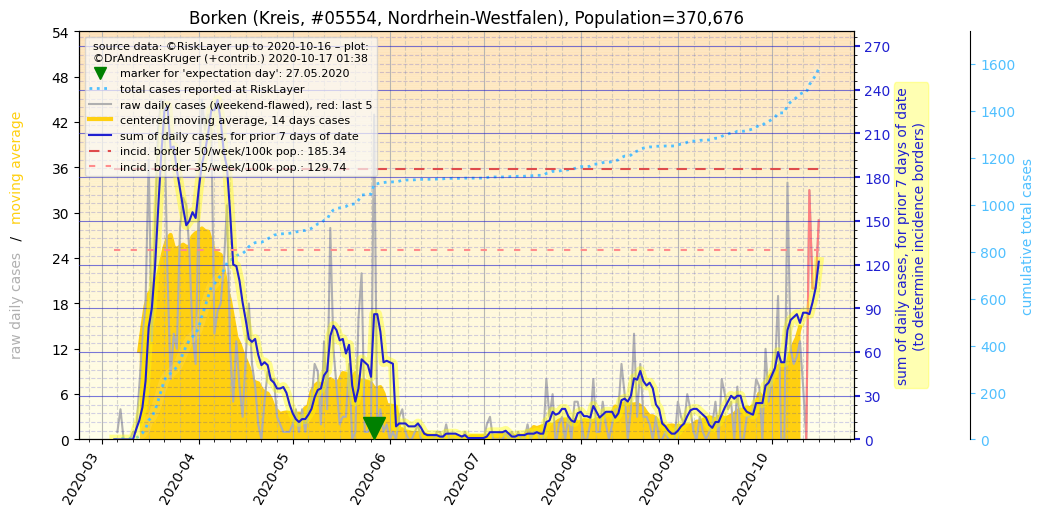 Borken (Kreis, #05554, Nordrhein-Westfalen), Population=370,676
source data: ©RiskLayer up to 2020-10-16 – plot:
©DrAndreasKruger (+contrib.) 2020-10-17 01:38
marker for 'expectation day': 27.05.2020
total cases reported at RiskLayer
raw daily cases (weekend-flawed), red: last 5
centered moving average, 14 days cases
sum of daily cases, for prior 7 days of date
incid. border 50/week/100k pop.: 185.34
incid. border 35/week/100k pop.: 129.74
raw daily cases / moving average
54
48
42
36
30
24
18
12
6
0
270
240
210
180
150
120
90
60
30
0
sum of daily cases, for prior 7 days of date
(to determine incidence borders)
1600
1400
1200
1000
800
600
400
200
0
cumulative total cases
2020-03
2020-04
2020-05
2020-06
2020-07
2020-08
2020-09
2020-10